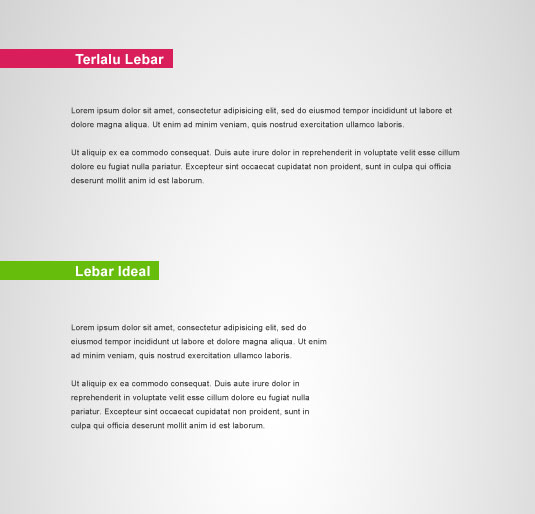 Terlalu Lebar
Lorem ipsum dolor sit amet, consectetur adipisicing elit, sed do eiusmod tempor incididunt ut labore et
dolore magna aliqua. Ut enim ad minim veniam, quis nostrud exercitation ullamco laboris.
Ut aliquip ex ea commodo consequat. Duis aute irure dolor in reprehenderit in voluptate velit esse cillum
dolore eu fugiat nulla pariatur. Excepteur sint occaecat cupidatat non proident, sunt in culpa qui officia
deserunt mollit anim id est laborum.
Lebar Ideal
Lorem ipsum dolor sit amet, consectetur adipisicing elit, sed do
eiusmod tempor incididunt ut labore et dolore magna aliqua. Ut enim
ad minim veniam, quis nostrud exercitation ullamco laboris.
Ut aliquip ex ea commodo consequat. Duis aute irure dolor in
reprehenderit in voluptate velit esse cillum dolore eu fugiat nulla
pariatur. Excepteur sint occaecat cupidatat non proident, sunt in
culpa qui officia deserunt mollit anim id est laborum.